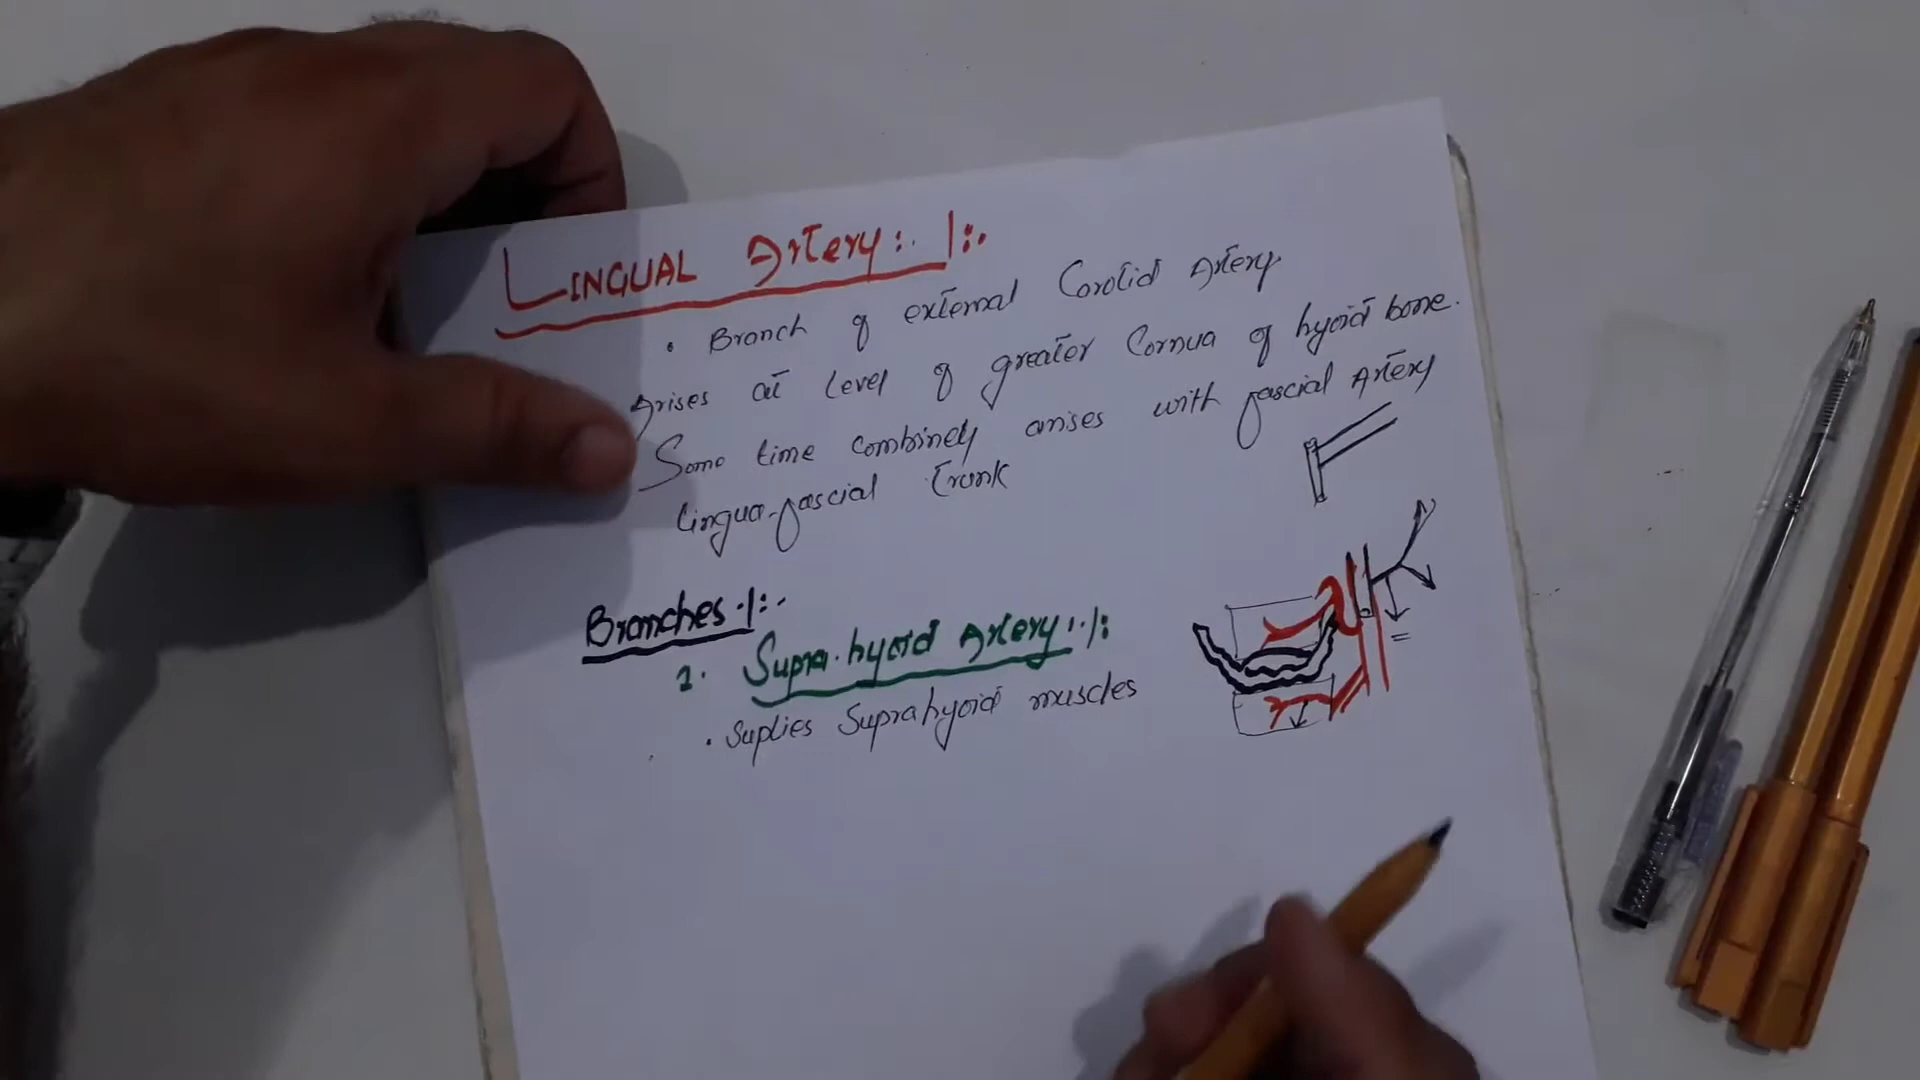 LINGUAL Artery:. |:.
• Branch of external Carotid Artery
Arises at Level of greater Cornua of hyoid bone.
Some time combinely arises with fascial Artery
lingua-fascial trunk
Branches .|:.
1. Supra-hyoid Artery:.|:
• Suplies Suprahyoid muscles